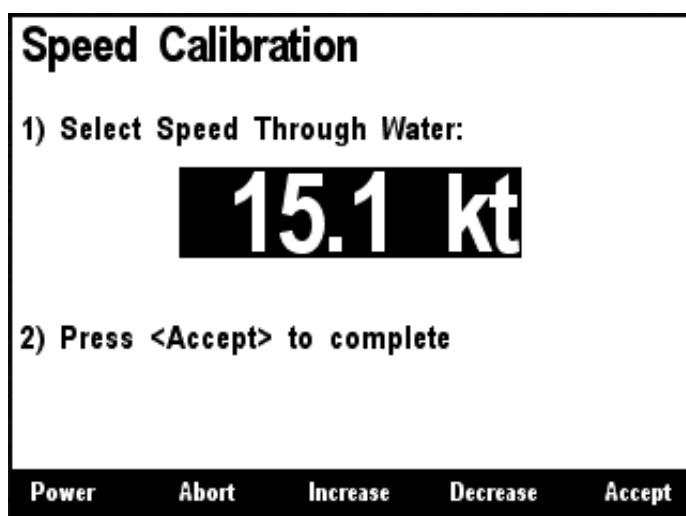 Speed Calibration
1) Select Speed Through Water:
15.1 kt
2) Press <Accept> to complete
Power Abort Increase Decrease Accept